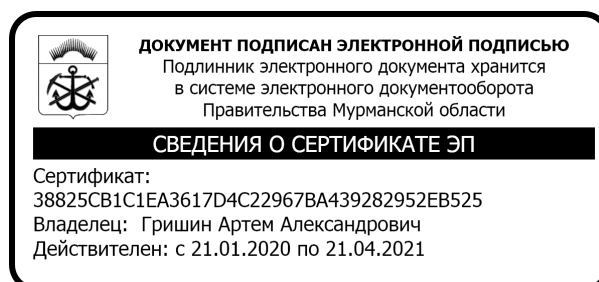 ДОКУМЕНТ ПОДПИСАН ЭЛЕКТРОННОЙ ПОДПИСЬЮ
Подлинник электронного документа хранится
в системе электронного документооборота
Правительства Мурманской области
СВЕДЕНИЯ О СЕРТИФИКАТЕ ЭП
Сертификат:
38825CB1C1EA3617D4C22967BA439282952EB525
Владелец: Гришин Артем Александрович
Действителен: с 21.01.2020 по 21.04.2021